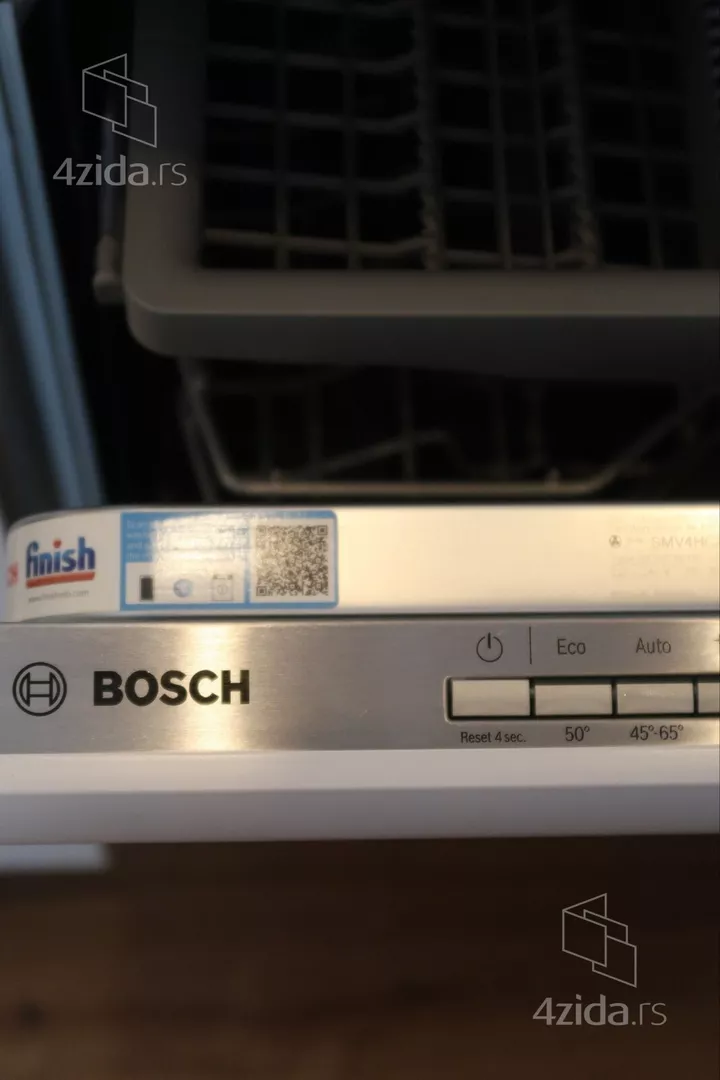 4zida.rs
finish
SMV4H
BOSCH
Eco
Auto
Reset 4 sec.
50°
45°-65°
4zida.rs